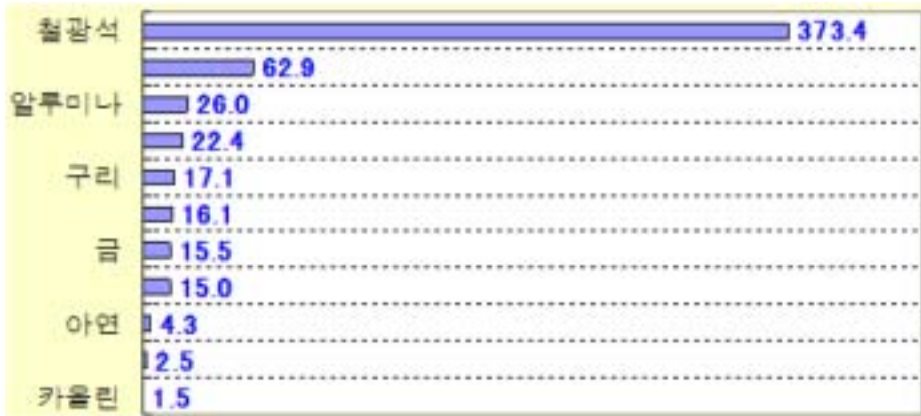 철광석 373.4
62.9
알루미나 26.0
22.4
구리 17.1
16.1
금 15.5
15.0
아연 4.3
2.5
카올린 1.5